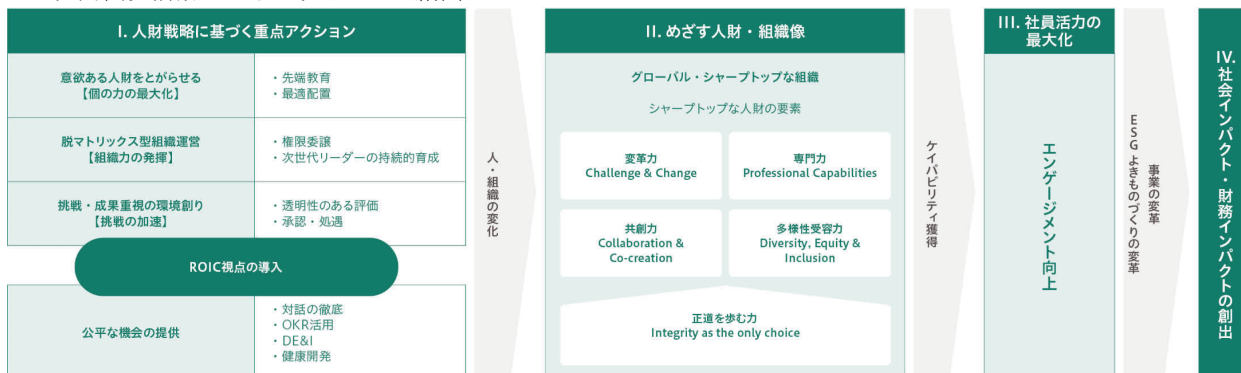 I. 人財戦略に基づく重点アクション
意欲ある人財をとがらせる
【個の力の最大化】
・先端教育
・最適配置
脱マトリックス型組織運営
【組織力の発揮】
・権限委譲
・次世代リーダーの持続的育成
挑戦・成果重視の環境創り
【挑戦の加速】
・透明性のある評価
・承認・処遇
ROIC視点の導入
公平な機会の提供
・対話の徹底
・OKR活用
・DE&I
・健康開発
人・組織の変化
II. めざす人財・組織像
グローバル・シャープトップな組織
シャープトップな人財の要素
変革力
Challenge & Change
専門力
Professional Capabilities
共創力
Collaboration &
Co-creation
多様性受容力
Diversity, Equity &
Inclusion
正道を歩む力
Integrity as the only choice
ケイパビリティ獲得
III. 社員活力の
最大化
エンゲージメント向上
事業の変革
ESG よきものづくりの変革
IV. 社会インパクト・財務インパクトの創出